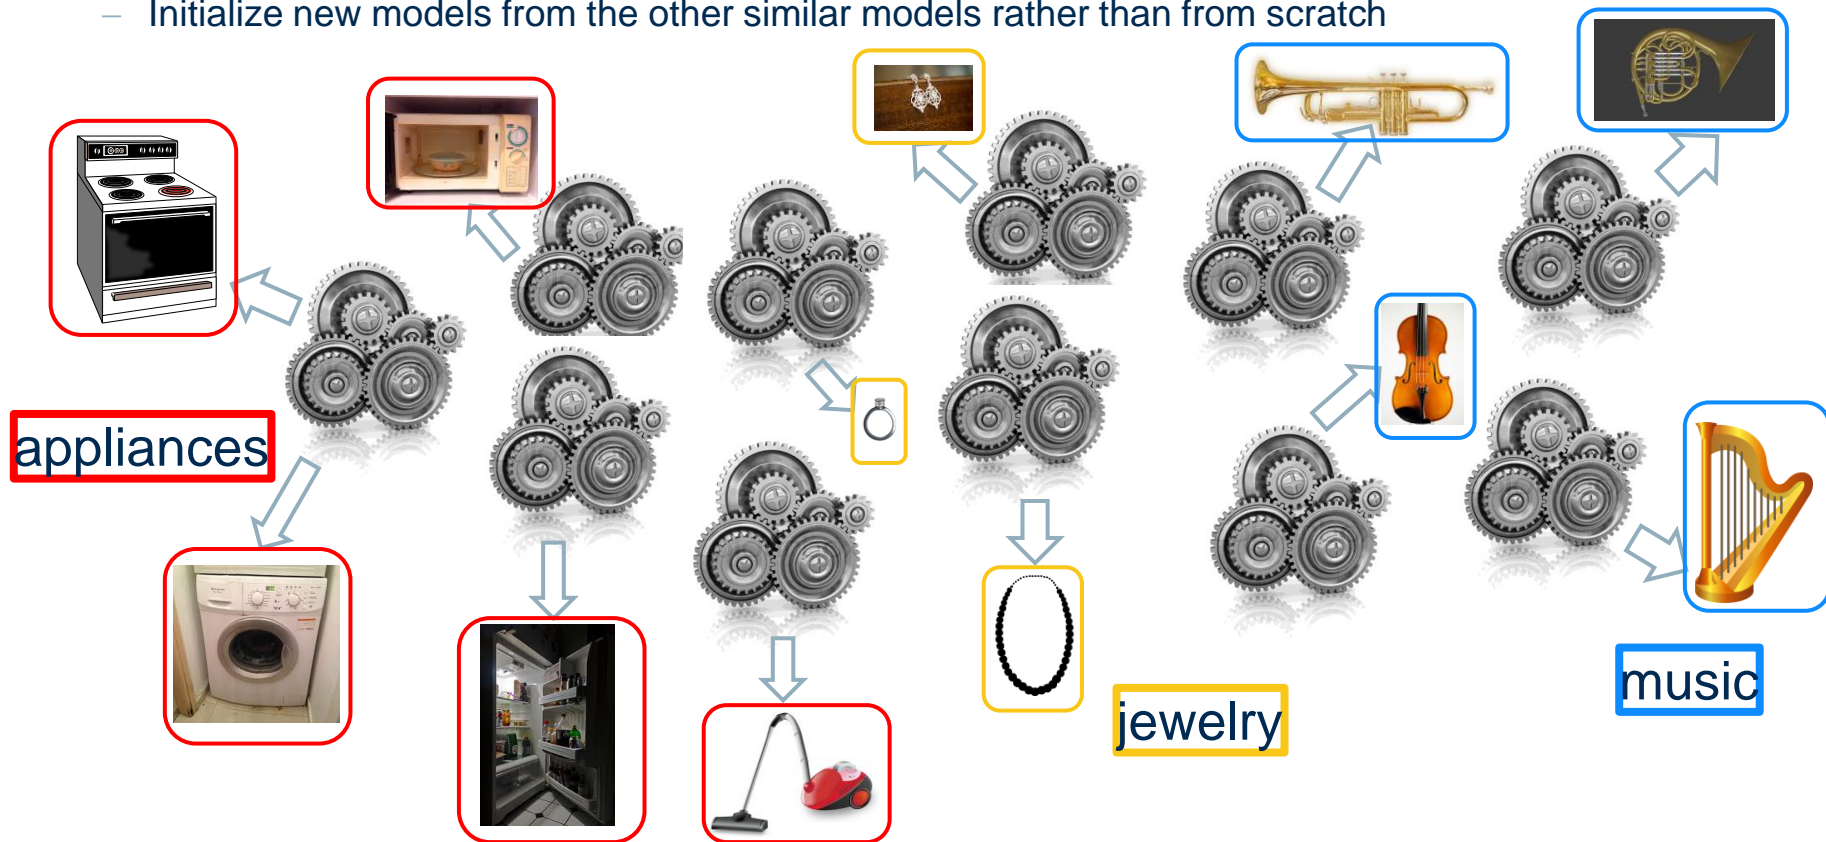 – Initialize new models from the other similar models rather than from scratch
appliances
jewelry
music